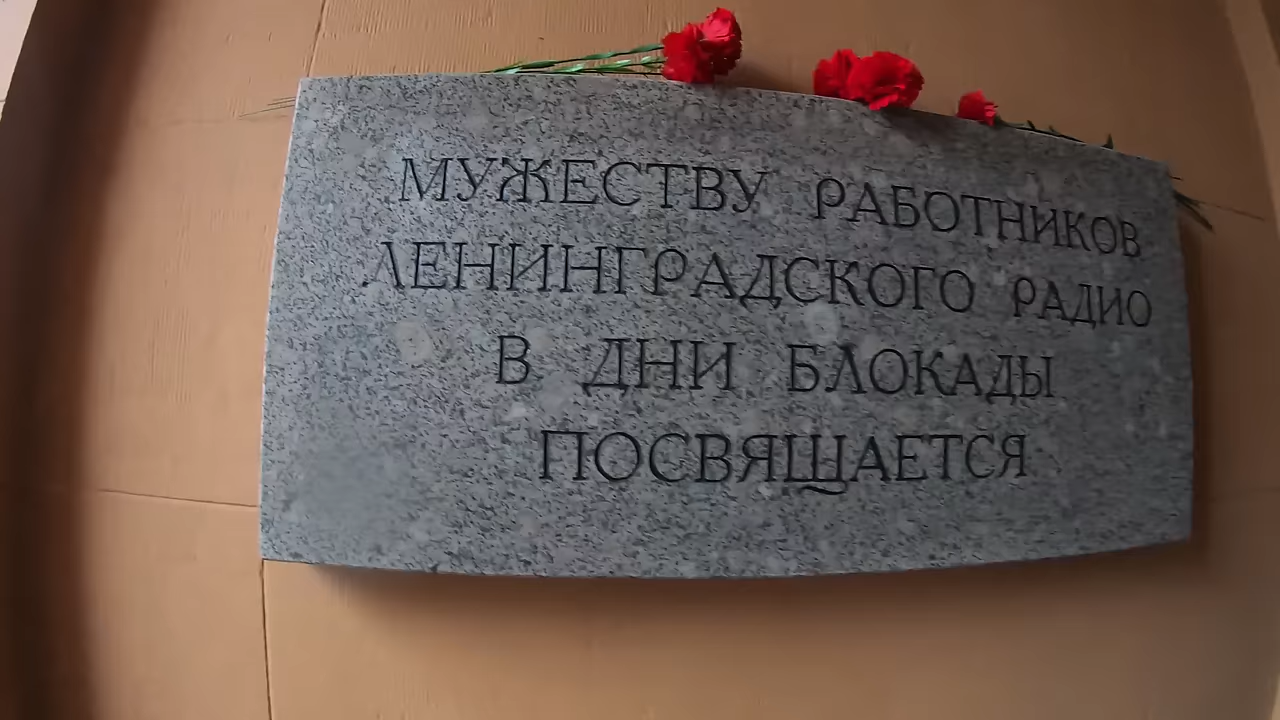 МУЖЕСТВУ РАБОТНИКОВ
ЛЕНИНГРАДСКОГО РАДИО
В ДНИ БЛОКАДЫ
ПОСВЯЩАЕТСЯ